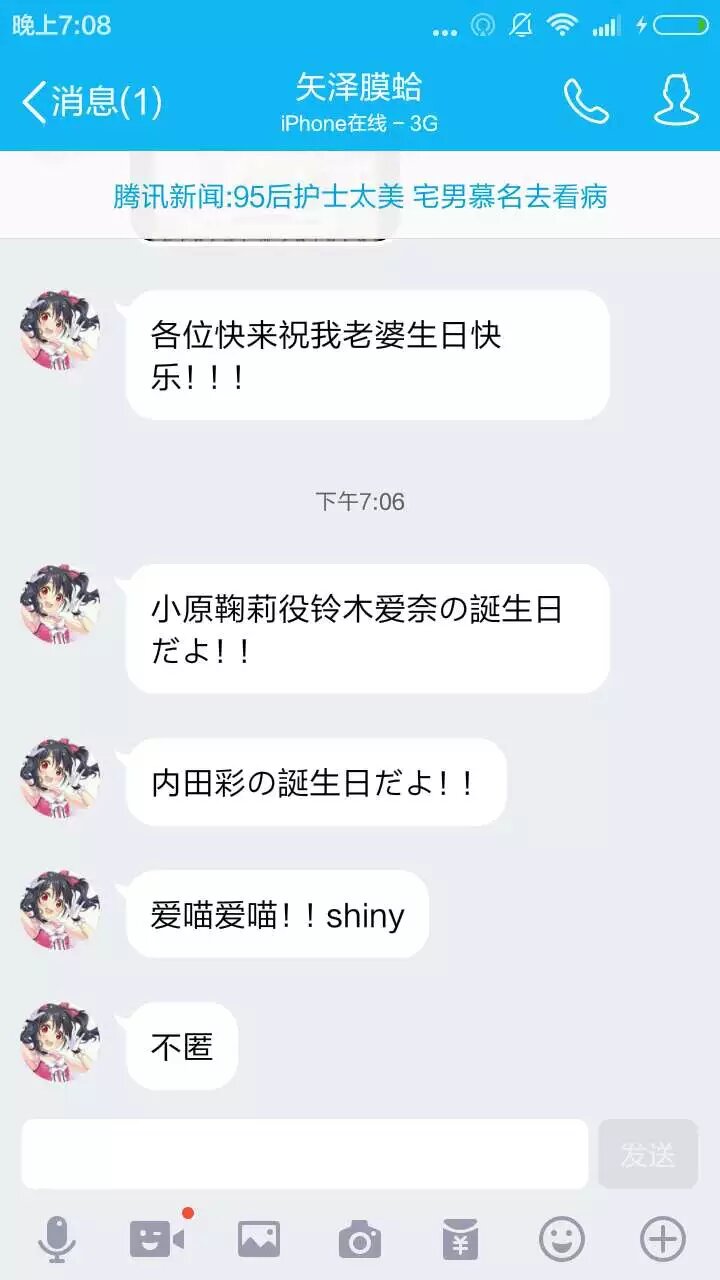 晚上7:08
消息(1)
矢泽膜蛤
iPhone在线 – 3G
腾讯新闻:95后护士太美 宅男慕名去看病
各位快来祝我老婆生日快
乐！！！
下午7:06
小原鞠莉役铃木爱奈の誕生日
だよ！！
内田彩の誕生日だよ！！
爱喵爱喵！！shiny
不匿
发送